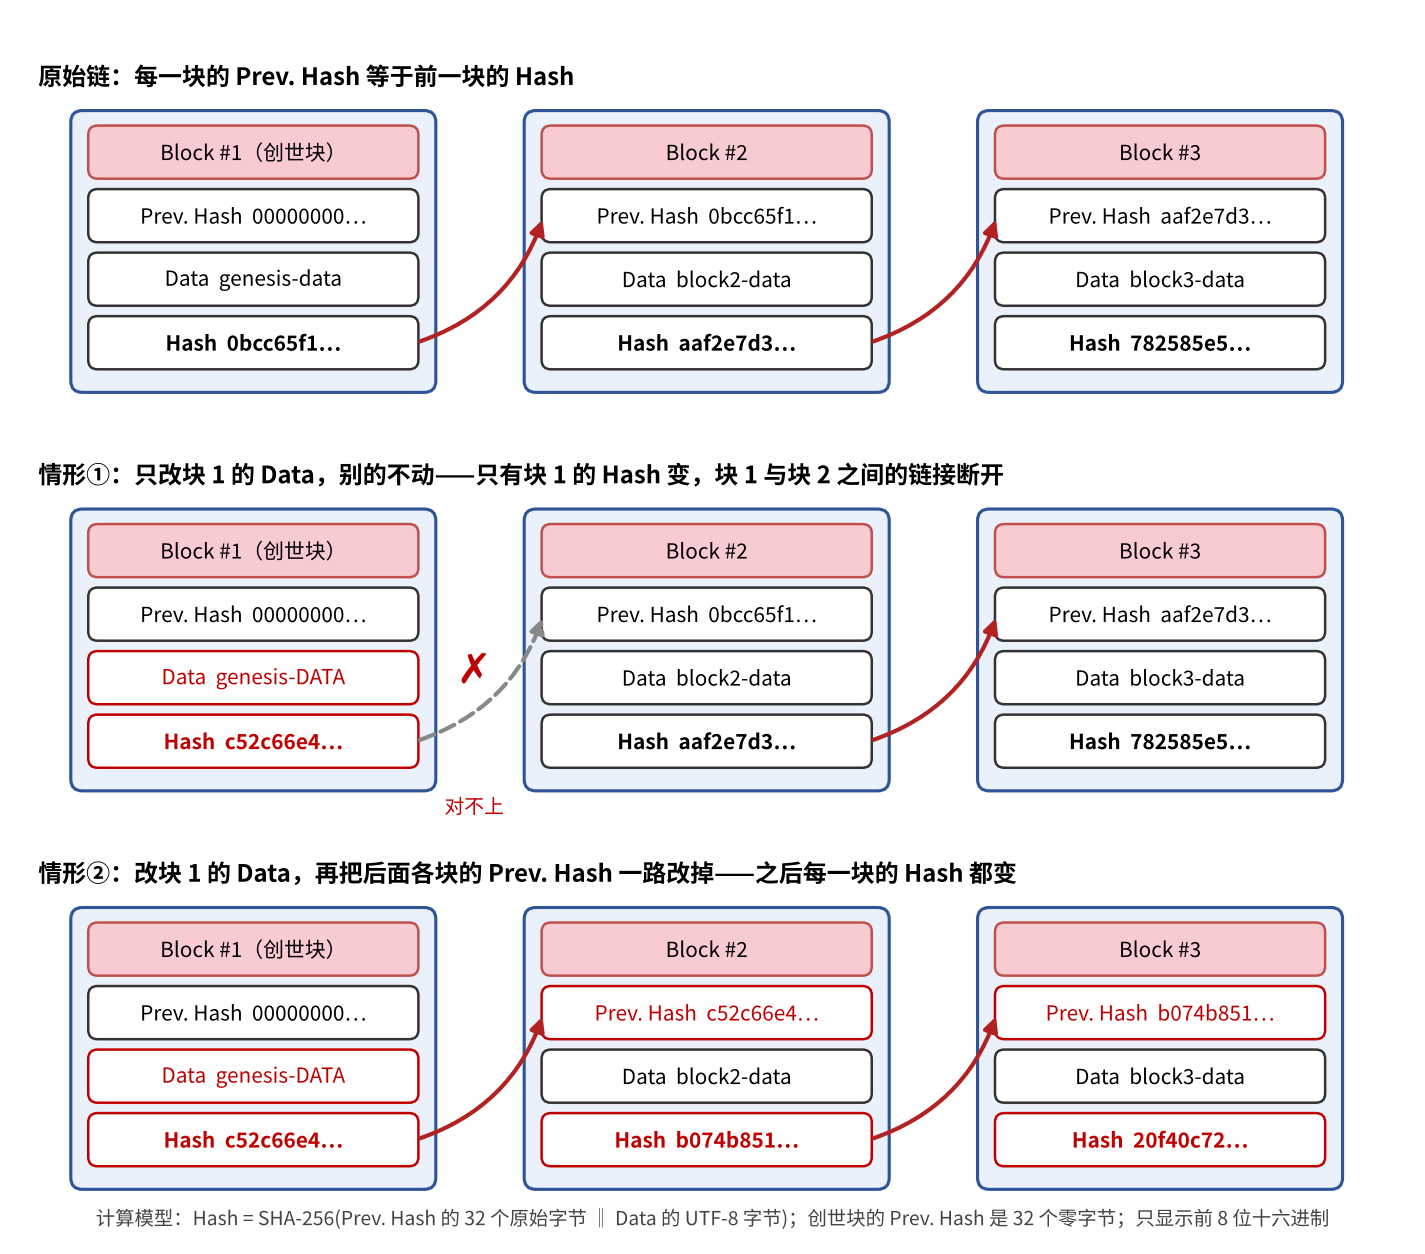 原始链：每一块的 Prev. Hash 等于前一块的 Hash
Block #1（创世块）
Prev. Hash 00000000…
Data genesis-data
Hash 0bcc65f1…
Block #2
Prev. Hash 0bcc65f1…
Data block2-data
Hash aaf2e7d3…
Block #3
Prev. Hash aaf2e7d3…
Data block3-data
Hash 782585e5…
情形①：只改块 1 的 Data，别的不动——只有块 1 的 Hash 变，块 1 与块 2 之间的链接断开
Block #1（创世块）
Prev. Hash 00000000…
Data genesis-DATA
Hash c52c66e4…
✗
对不上
Block #2
Prev. Hash 0bcc65f1…
Data block2-data
Hash aaf2e7d3…
Block #3
Prev. Hash aaf2e7d3…
Data block3-data
Hash 782585e5…
情形②：改块 1 的 Data，再把后面各块的 Prev. Hash 一路改掉——之后每一块的 Hash 都变
Block #1（创世块）
Prev. Hash 00000000…
Data genesis-DATA
Hash c52c66e4…
Block #2
Prev. Hash c52c66e4…
Data block2-data
Hash b074b851…
Block #3
Prev. Hash b074b851…
Data block3-data
Hash 20f40c72…
计算模型：Hash = SHA-256(Prev. Hash 的 32 个原始字节 ‖ Data 的 UTF-8 字节)；创世块的 Prev. Hash 是 32 个零字节；只显示前 8 位十六进制